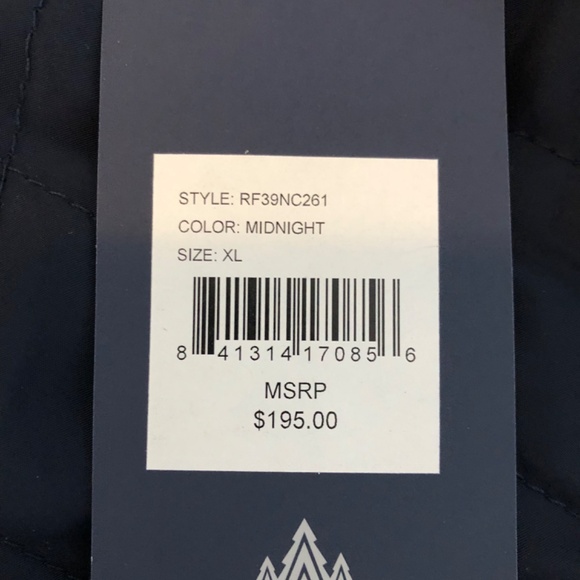 STYLE: RF39NC261
COLOR: MIDNIGHT
SIZE: XL
8 41314 17085 6
MSRP
$195.00